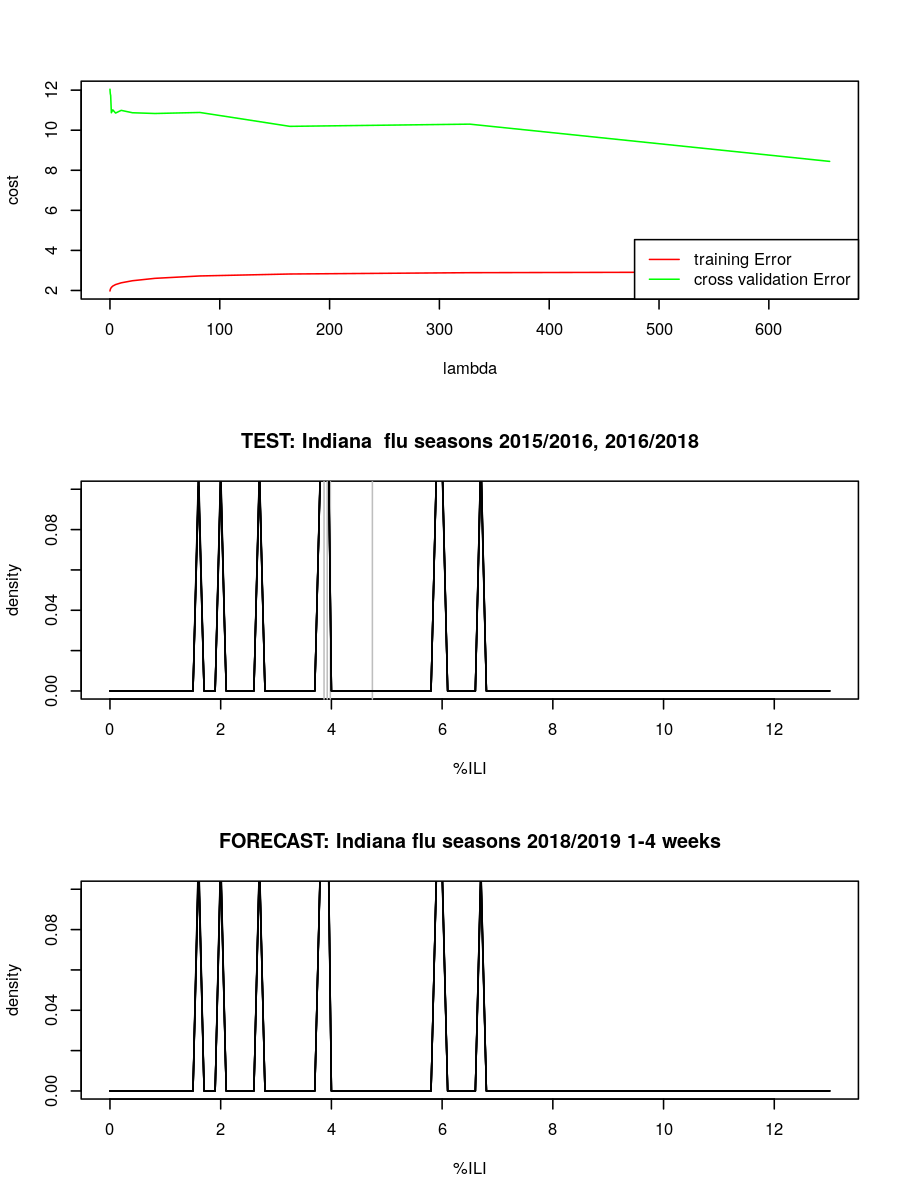 12
10
8
6
4
2
cost
training Error
cross validation Error
0 100 200 300 400 500 600
lambda
TEST: Indiana  flu seasons 2015/2016, 2016/2018
0.08
0.04
0.00
density
0 2 4 6 8 10 12
%ILI
FORECAST: Indiana flu seasons 2018/2019 1-4 weeks
0.08
0.04
0.00
density
0 2 4 6 8 10 12
%ILI